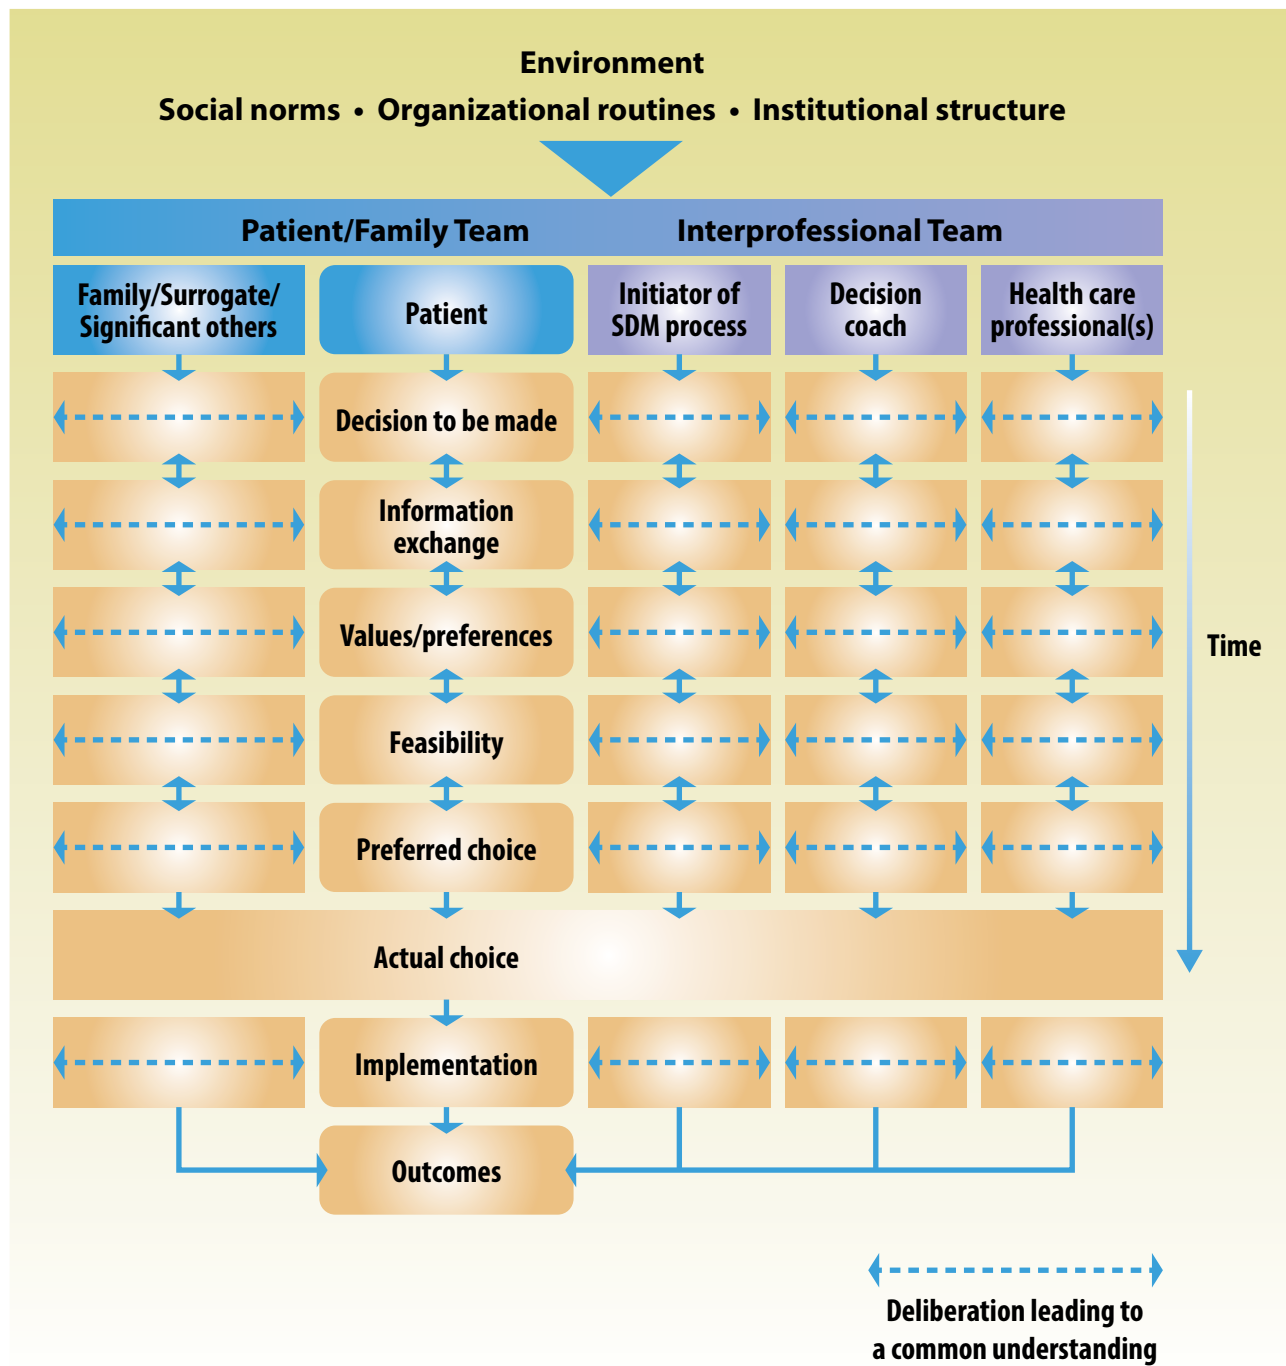 Environment
Social norms • Organizational routines • Institutional structure
Patient/Family Team
Interprofessional Team
Family/Surrogate/
Significant others
Patient
Initiator of
SDM process
Decision
coach
Health care
professional(s)
Decision to be made
Information
exchange
Values/preferences
Time
Feasibility
Preferred choice
Actual choice
Implementation
Outcomes
Deliberation leading to
a common understanding